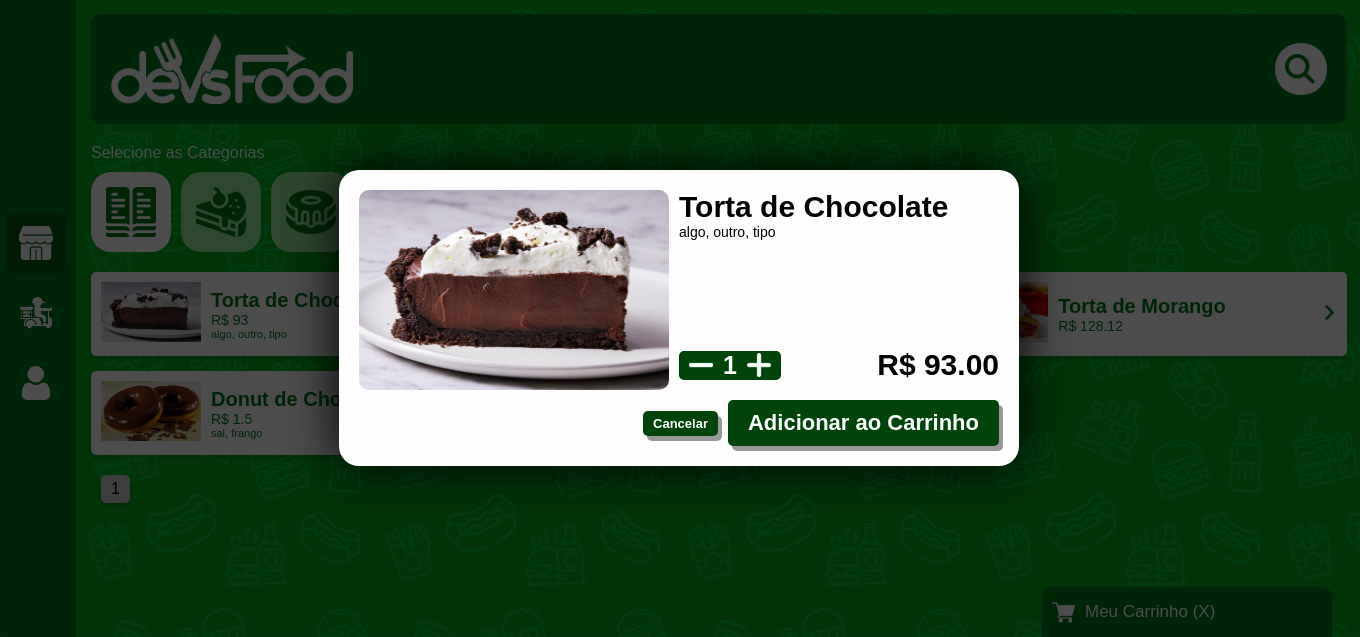 devsFood
Selecione as Categorias
Torta de Choc
R$ 93
algo, outro, tipo
Torta de Morango
R$ 128.12
Donut de Cho
R$ 1.5
sal, frango
1
Torta de Chocolate
algo, outro, tipo
1
R$ 93.00
Cancelar
Adicionar ao Carrinho
Meu Carrinho (X)